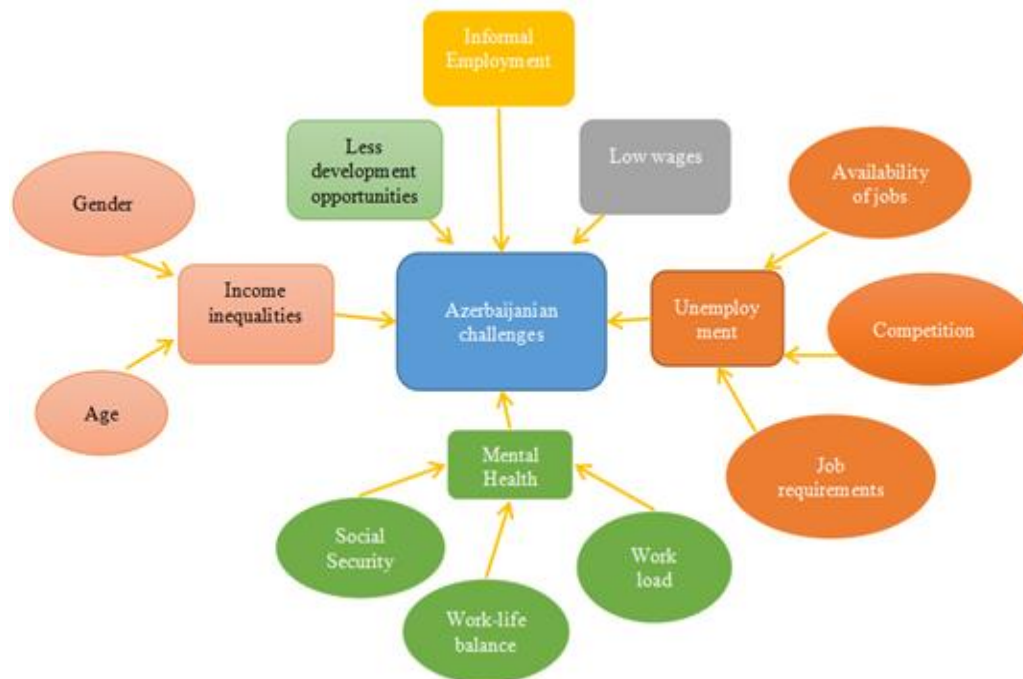 Informal
Employment
Less
development
opportunities
Low wages
Availability
of jobs
Gender
Income
inequalities
Azerbaijanian
challenges
Unemploy
ment
Competition
Age
Mental
Health
Job
requirements
Social
Security
Work
load
Work-life
balance